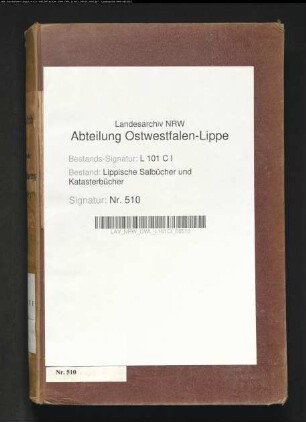 Landesarchiv NRW
Abteilung Ostwestfalen-Lippe
Bestands-Signatur: L 101 C I
Bestand: Lippische Salbücher und
Katasterbücher
Signatur: Nr. 510
Nr. 510